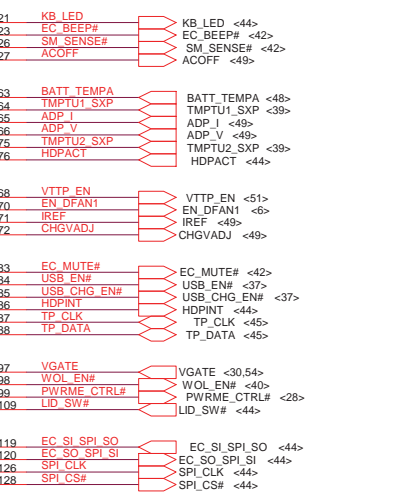 21 KB_LED KB_LED <44>
23 EC_BEEP# EC_BEEP# <42>
26 SM_SENSE# SM_SENSE# <42>
27 ACOFF ACOFF <49>
63 BATT_TEMPA BATT_TEMPA <48>
64 TMPTU1_SXP TMPTU1_SXP <39>
65 ADP_I ADP_I <49>
66 ADP_V ADP_V <49>
75 TMPTU2_SXP TMPTU2_SXP <39>
76 HDPACT HDPACT <44>
68 VTTP_EN VTTP_EN <51>
70 EN_DFAN1 EN_DFAN1 <6>
71 IREF IREF <49>
72 CHGVADJ CHGVADJ <49>
83 EC_MUTE# EC_MUTE# <42>
84 USB_EN# USB_EN# <37>
85 USB_CHG_EN# USB_CHG_EN# <37>
86 HDPINT HDPINT <44>
87 TP_CLK TP_CLK <45>
88 TP_DATA TP_DATA <45>
97 VGATE VGATE <30,54>
98 WOL_EN# WOL_EN# <40>
99 PWRME_CTRL# PWRME_CTRL# <28>
109 LID_SW# LID_SW# <44>
119 EC_SI_SPI_SO EC_SI_SPI_SO <44>
120 EC_SO_SPI_SI EC_SO_SPI_SI <44>
126 SPI_CLK SPI_CLK <44>
128 SPI_CS# SPI_CS# <44>